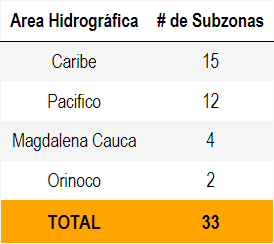 Area Hidrográfica # de Subzonas
Caribe 15
Pacifico 12
Magdalena Cauca 4
Orinoco 2
TOTAL 33